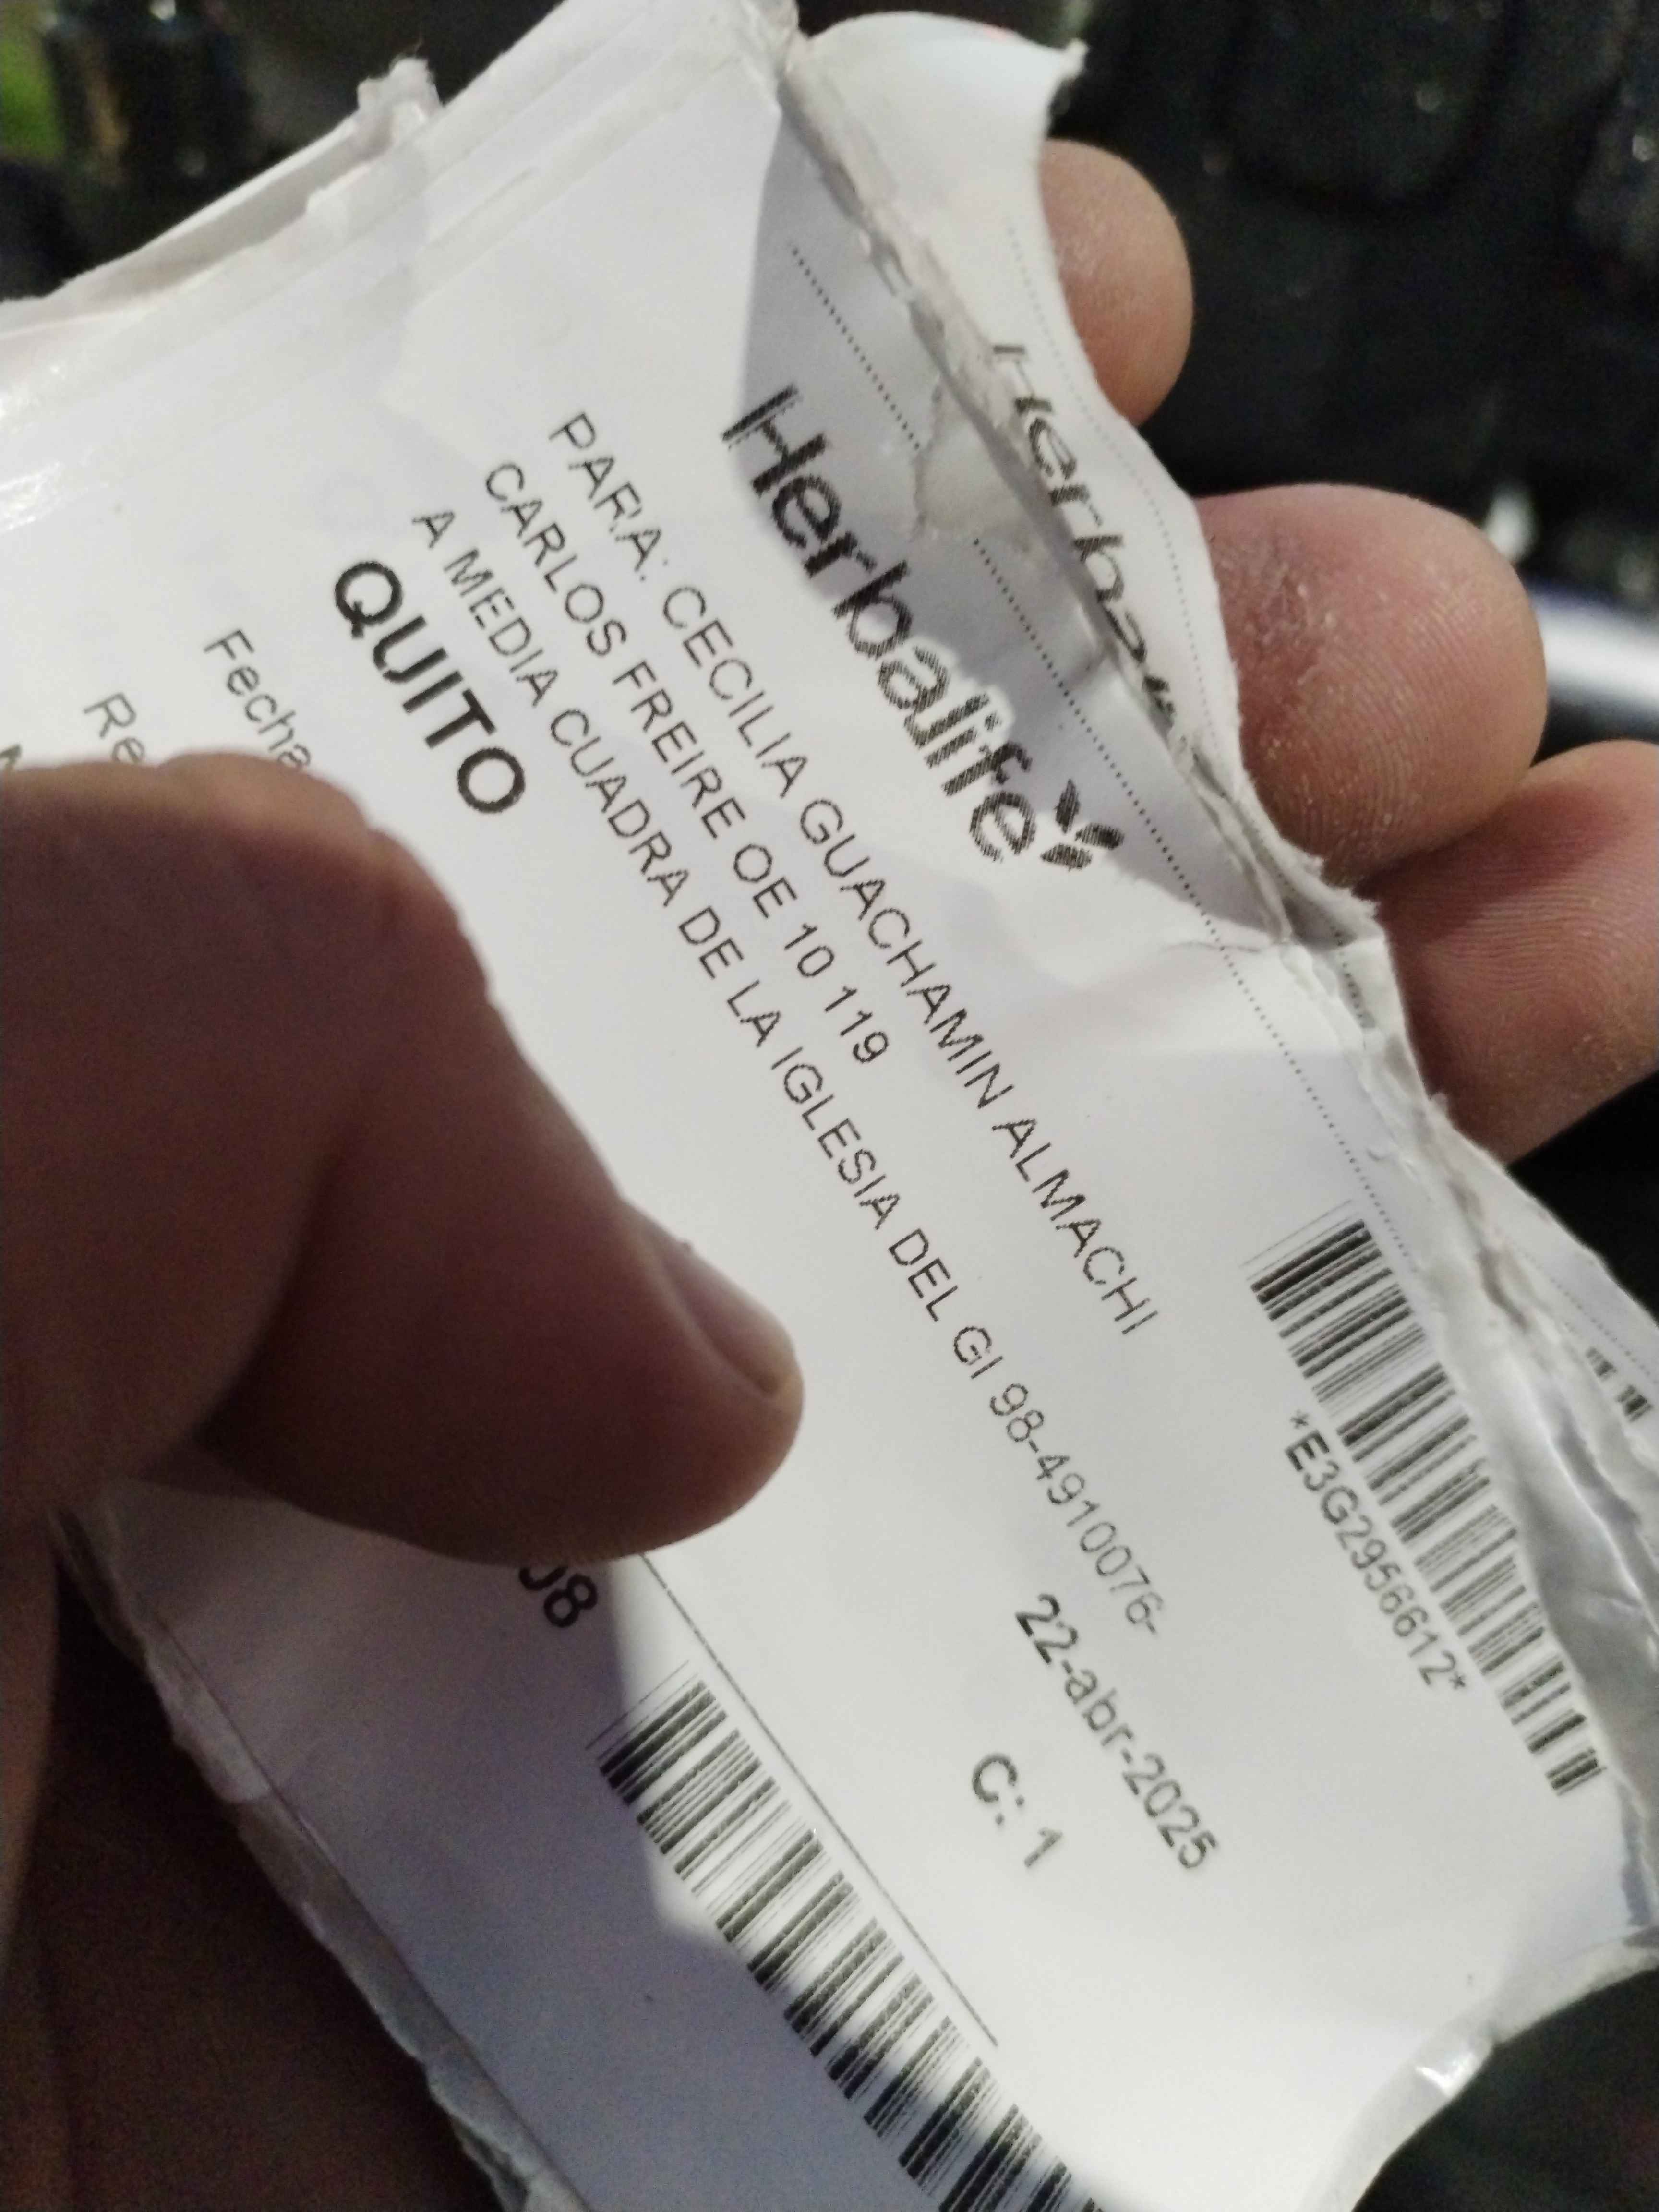 Herbalife
*E3G2956612*
PARA: CECILIA GUACHAMIN ALMACHI
CARLOS FREIRE OE 10 119
A MEDIA CUADRA DE LA IGLESIA DEL GI 98-4910076-
QUITO
22-abr-2025
C: 1
Fecha